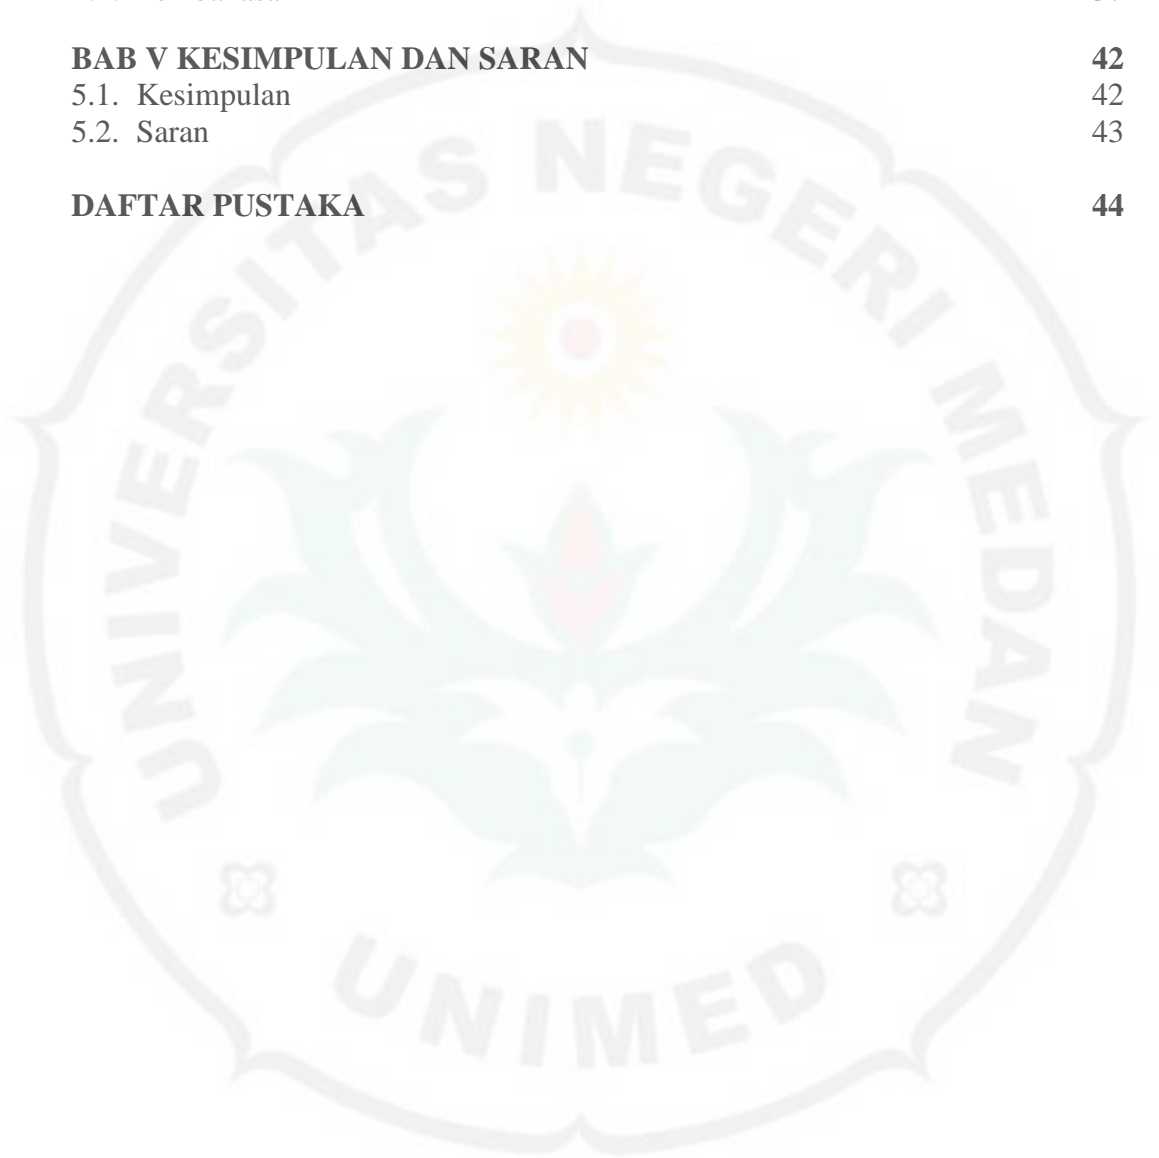 BAB V KESIMPULAN DAN SARAN 42
5.1. Kesimpulan 42
5.2. Saran 43
DAFTAR PUSTAKA 44
UNIVERSITAS NEGERI MEDAN
UNIMED